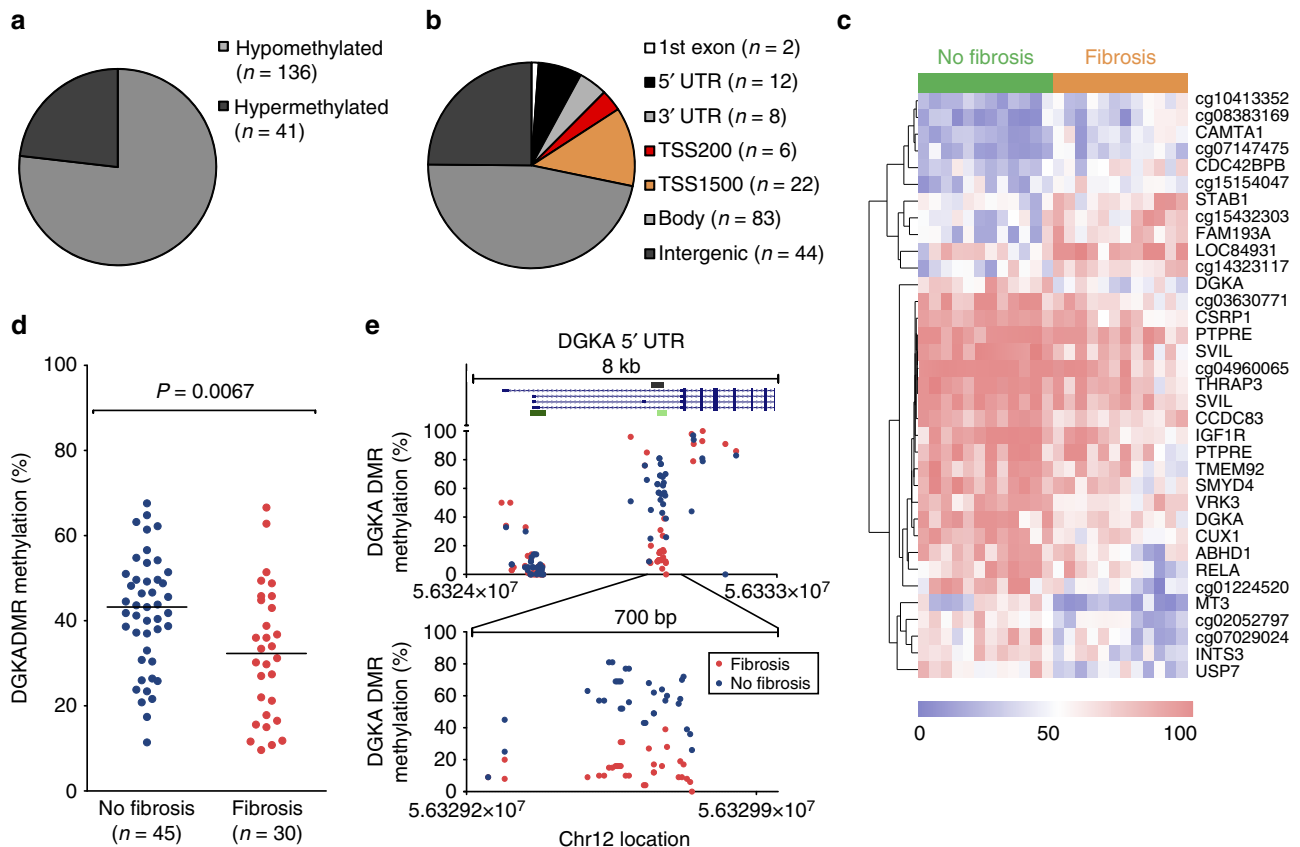 a
Hypomethylated
(n = 136)
Hypermethylated
(n = 41)
b
1st exon (n = 2)
5′ UTR (n = 12)
3′ UTR (n = 8)
TSS200 (n = 6)
TSS1500 (n = 22)
Body (n = 83)
Intergenic (n = 44)
c
No fibrosis
Fibrosis
cg10413352
cg08383169
CAMTA1
cg07147475
CDC42BPB
cg15154047
STAB1
cg15432303
FAM193A
LOC84931
cg14323117
DGKA
cg03630771
CSRP1
PTPRE
SVIL
cg04960065
THRAP3
SVIL
CCDC83
IGF1R
PTPRE
TMEM92
SMYD4
VRK3
DGKA
CUX1
ABHD1
RELA
cg01224520
MT3
cg02052797
cg07029024
INTS3
USP7
0
50
100
d
DGKADMR methylation (%)
100
80
60
40
20
0
P = 0.0067
No fibrosis
(n = 45)
Fibrosis
(n = 30)
e
DGKA 5′ UTR
8 kb
DGKA DMR
methylation (%)
100
80
60
40
20
0
5.6324×10⁷
5.6333×10⁷
700 bp
DGKA DMR
methylation (%)
100
80
60
40
20
0
Fibrosis
No fibrosis
5.63292×10⁷
5.63299×10⁷
Chr12 location